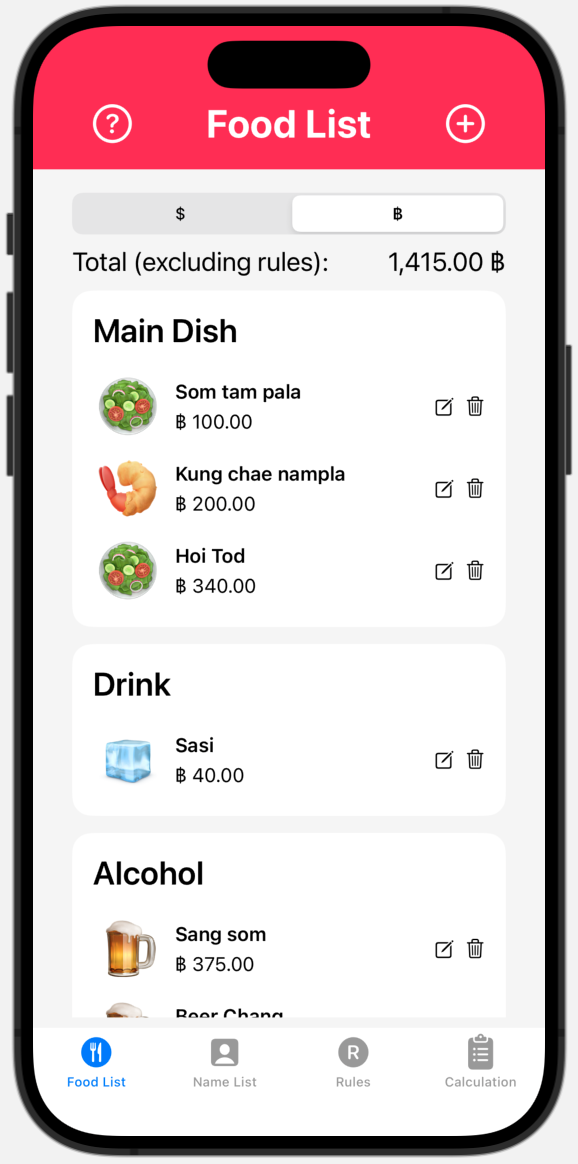 ?
Food List
+
$
฿
Total (excluding rules): 1,415.00 ฿
Main Dish
Som tam pala
฿ 100.00
Kung chae nampla
฿ 200.00
Hoi Tod
฿ 340.00
Drink
Sasi
฿ 40.00
Alcohol
Sang som
฿ 375.00
Beer Chang
R
Food List
Name List
Rules
Calculation